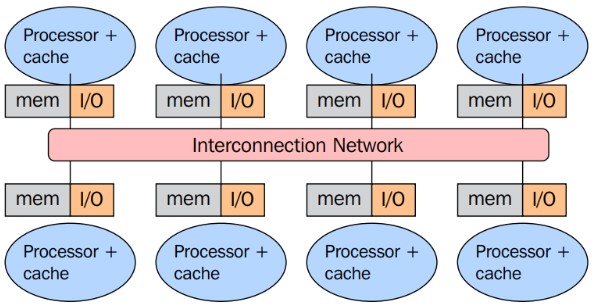 Processor +
cache
Processor +
cache
Processor +
cache
Processor +
cache
mem I/O
mem I/O
mem I/O
mem I/O
Interconnection Network
mem I/O
mem I/O
mem I/O
mem I/O
Processor +
cache
Processor +
cache
Processor +
cache
Processor +
cache